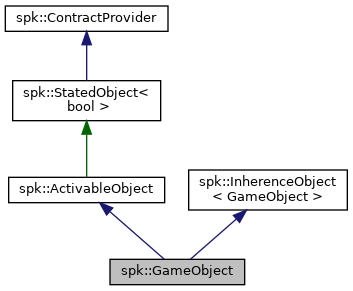 spk::ContractProvider
spk::StatedObject<
bool >
spk::ActivableObject
spk::InherenceObject
< GameObject >
spk::GameObject